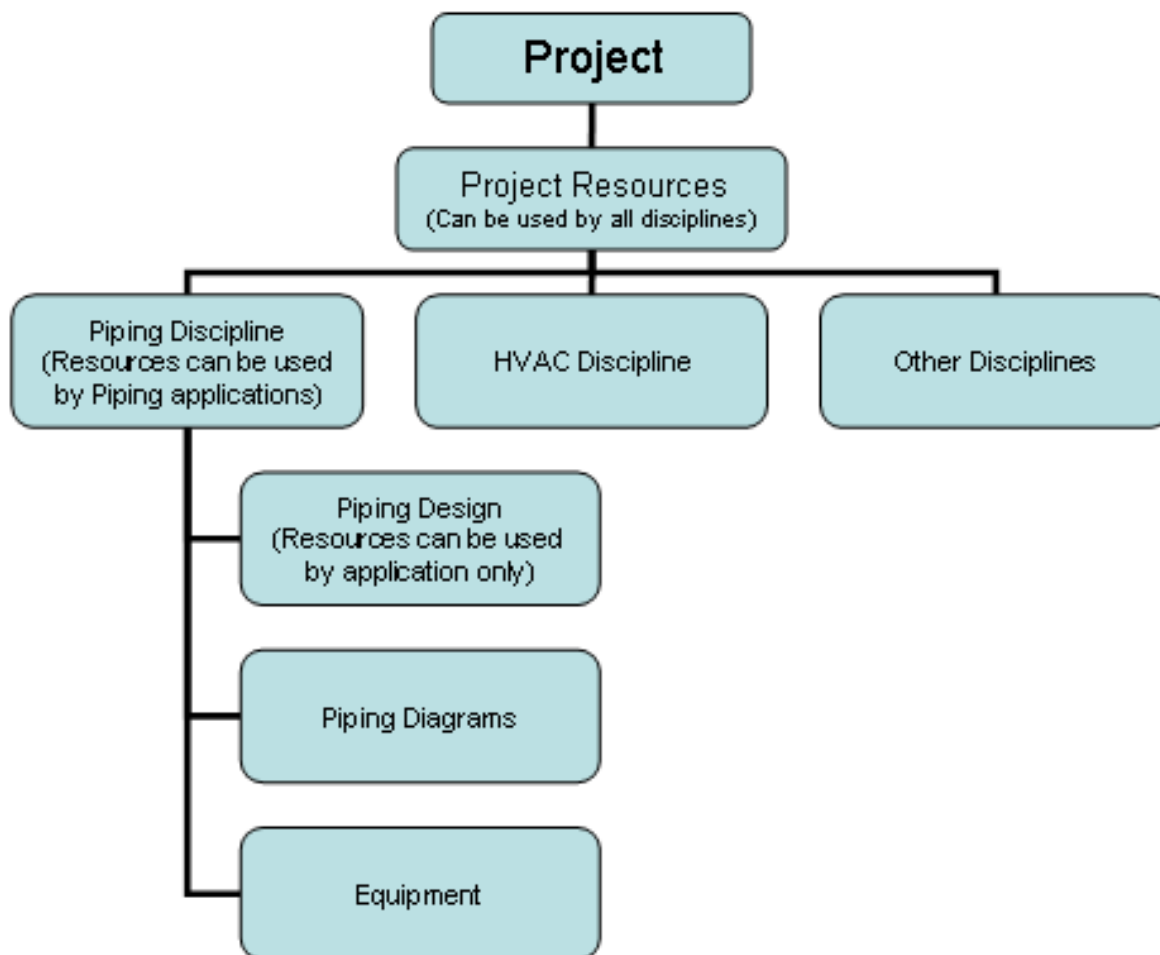 Project
Project Resources
(Can be used by all disciplines)
Piping Discipline
(Resources can be used
by Piping applications)
HVAC Discipline
Other Disciplines
Piping Design
(Resources can be used
by application only)
Piping Diagrams
Equipment